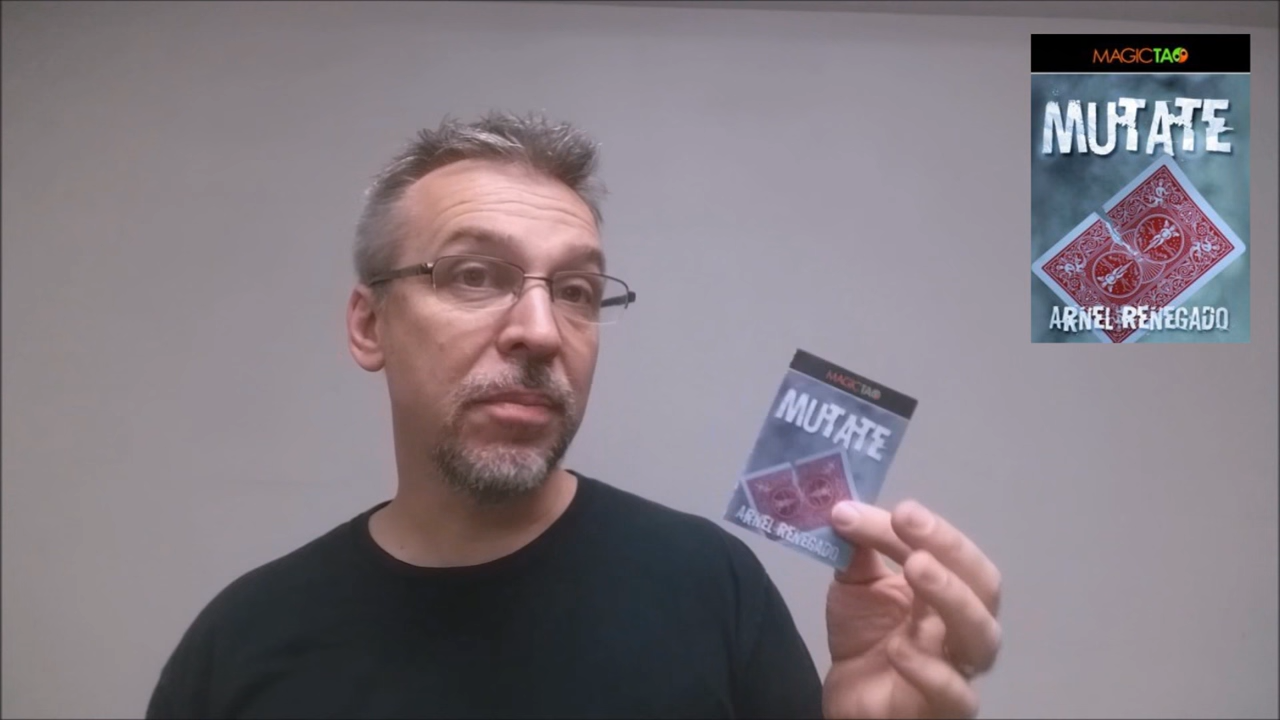 MAGICTAO
MUTATE
ARNEL RENEGADO
MAGICTAO
MUTATE
ARNEL RENEGADO